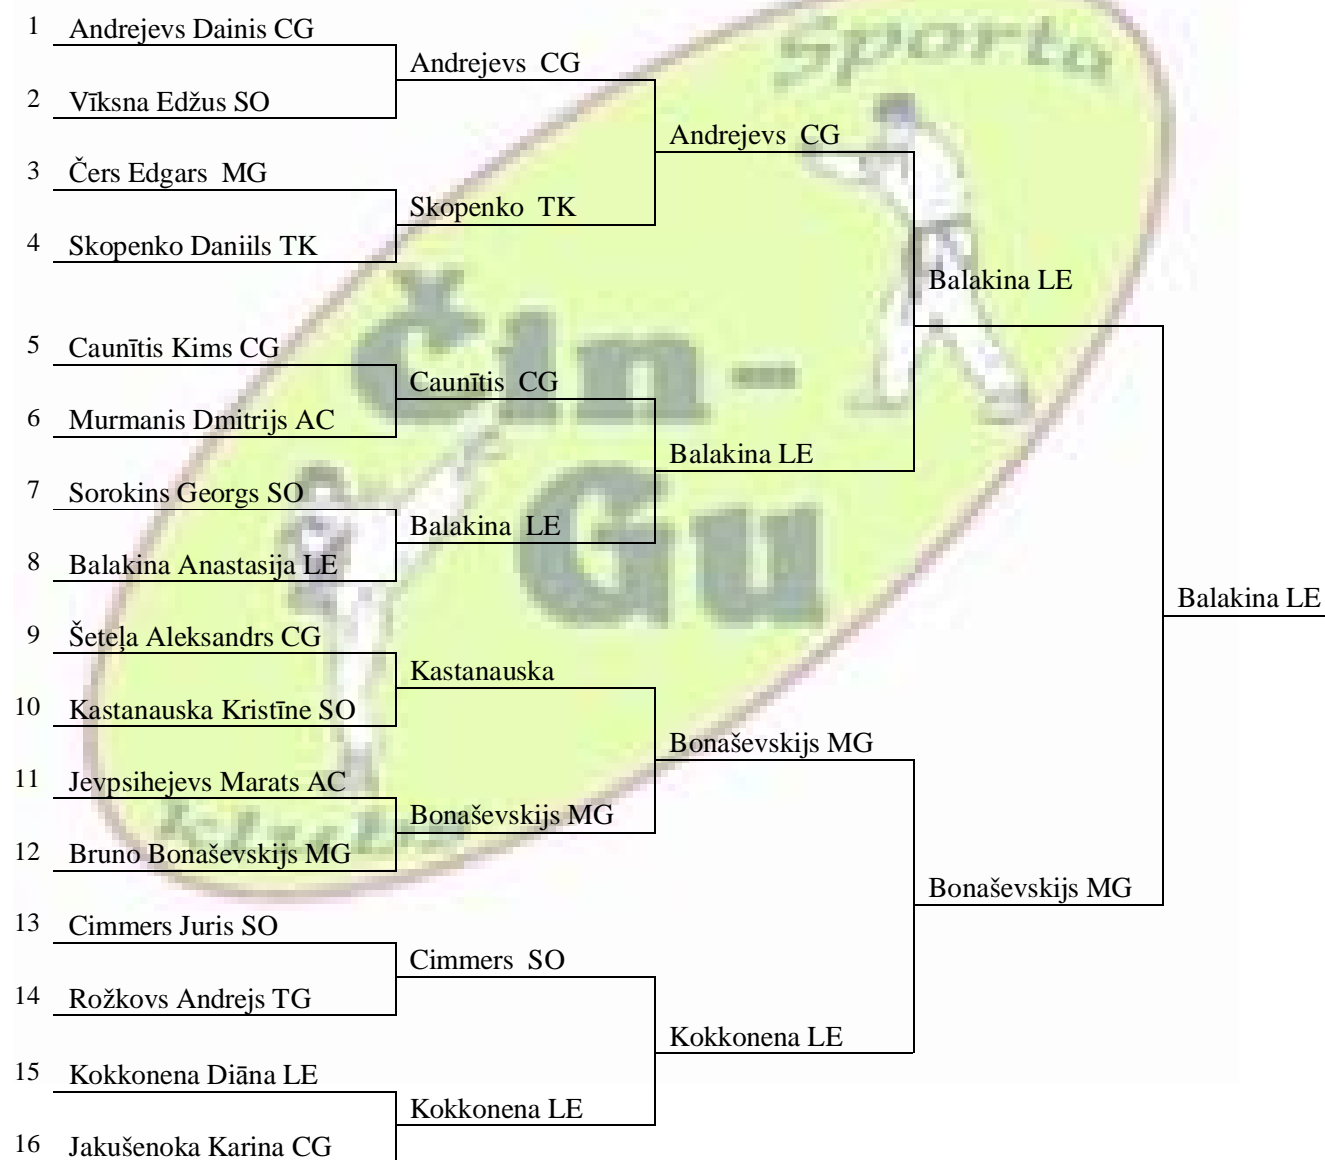 1 Andrejevs Dainis CG
Andrejevs CG
2 Vīksna Edžus SO
Andrejevs CG
3 Čers Edgars MG
Skopenko TK
4 Skopenko Daniils TK
Balakina LE
5 Caunītis Kims CG
Caunītis CG
6 Murmanis Dmitrijs AC
Balakina LE
7 Sorokins Georgs SO
Balakina LE
8 Balakina Anastasija LE
Balakina LE
9 Šeteļa Aleksandrs CG
Kastanauska
10 Kastanauska Kristīne SO
Bonaševskijs MG
11 Jevpsihejevs Marats AC
Bonaševskijs MG
12 Bruno Bonaševskijs MG
Bonaševskijs MG
13 Cimmers Juris SO
Cimmers SO
14 Rožkovs Andrejs TG
Kokkonena LE
15 Kokkonena Diāna LE
Kokkonena LE
16 Jakušenoka Karina CG
Sporta
Čin-
Gu